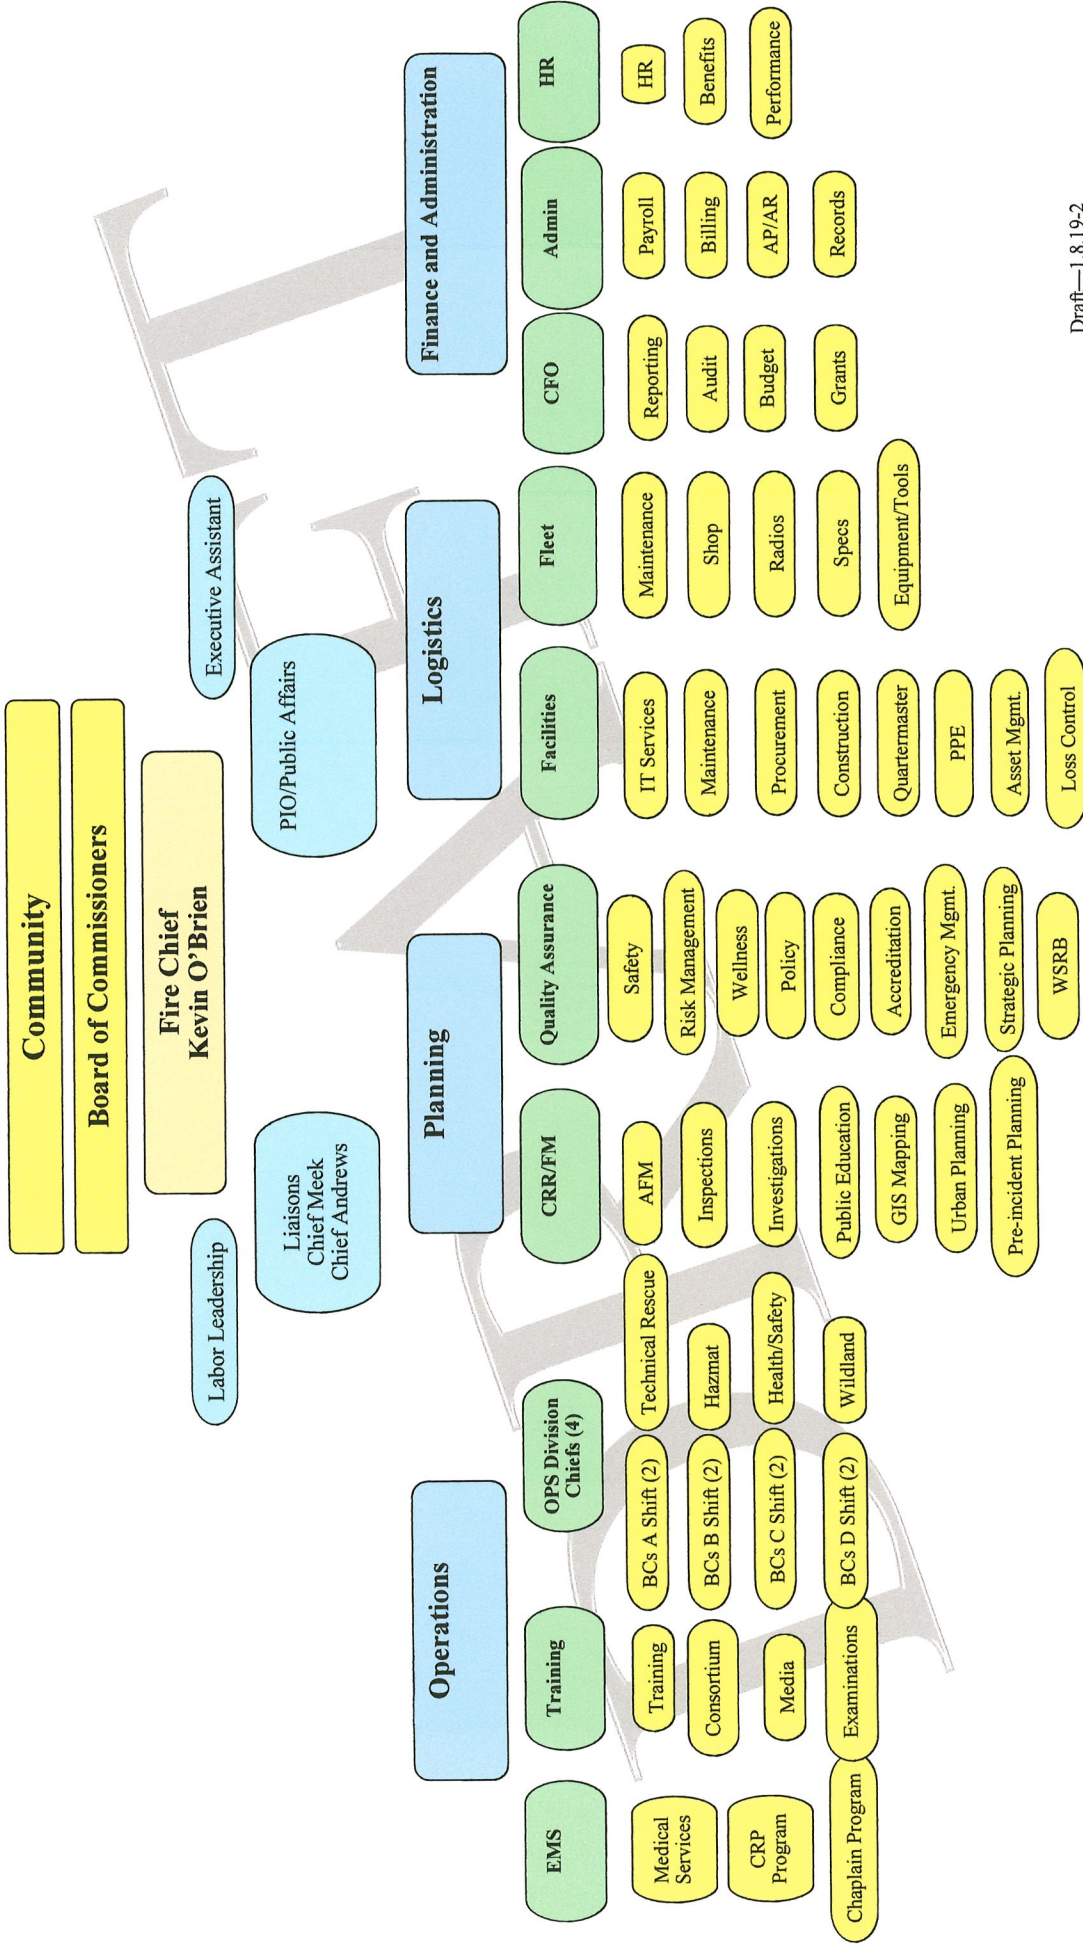 Community
Board of Commissioners
Fire Chief
Kevin O'Brien
Labor Leadership
Executive Assistant
Liaisons
Chief Meek
Chief Andrews
PIO/Public Affairs
Operations
Planning
Logistics
Finance and Administration
EMS
Training
OPS Division
Chiefs (4)
CRR/FM
Quality Assurance
Facilities
Fleet
CFO
Admin
HR
Medical
Services
CRP
Program
Chaplain Program
Training
Consortium
Media
Examinations
BCs A Shift (2)
BCs B Shift (2)
BCs C Shift (2)
BCs D Shift (2)
Technical Rescue
Hazmat
Health/Safety
Wildland
AFM
Inspections
Investigations
Public Education
GIS Mapping
Urban Planning
Pre-incident Planning
Safety
Risk Management
Wellness
Policy
Compliance
Accreditation
Emergency Mgmt.
Strategic Planning
WSRB
IT Services
Maintenance
Procurement
Construction
Quartermaster
PPE
Asset Mgmt.
Loss Control
Maintenance
Shop
Radios
Specs
Equipment/Tools
Reporting
Audit
Budget
Grants
Payroll
Billing
AP/AR
Records
HR
Benefits
Performance
Draft—1.8.19-2
DRAFT